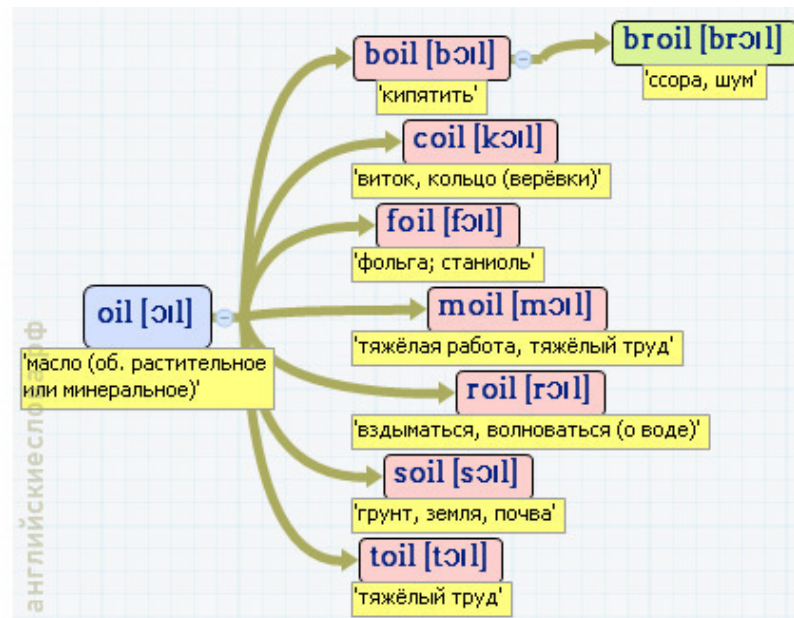 boil [bɔɪl]
'кипятить'
broil [brɔɪl]
'ссора, шум'
coil [kɔɪl]
'виток, кольцо (верёвки)'
foil [fɔɪl]
'фольга; станиоль'
oil [ɔɪl]
'масло (об. растительное
или минеральное)'
moil [mɔɪl]
'тяжёлая работа, тяжёлый труд'
roil [rɔɪl]
'вздыматься, волноваться (о воде)'
soil [sɔɪl]
'грунт, земля, почва'
toil [tɔɪl]
'тяжёлый труд'
английскиеслова.рф